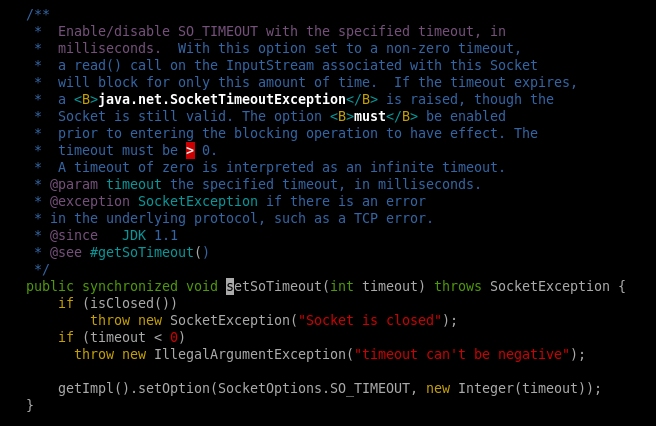 /**
 *  Enable/disable SO_TIMEOUT with the specified timeout, in
 *  milliseconds.  With this option set to a non-zero timeout,
 *  a read() call on the InputStream associated with this Socket
 *  will block for only this amount of time.  If the timeout expires,
 *  a <B>java.net.SocketTimeoutException</B> is raised, though the
 *  Socket is still valid. The option <B>must</B> be enabled
 *  prior to entering the blocking operation to have effect. The
 *  timeout must be > 0.
 *  A timeout of zero is interpreted as an infinite timeout.
 * @param timeout the specified timeout, in milliseconds.
 * @exception SocketException if there is an error
 * in the underlying protocol, such as a TCP error.
 * @since   JDK 1.1
 * @see #getSoTimeout()
 */
public synchronized void setSoTimeout(int timeout) throws SocketException {
    if (isClosed())
        throw new SocketException("Socket is closed");
    if (timeout < 0)
      throw new IllegalArgumentException("timeout can't be negative");

    getImpl().setOption(SocketOptions.SO_TIMEOUT, new Integer(timeout));
}